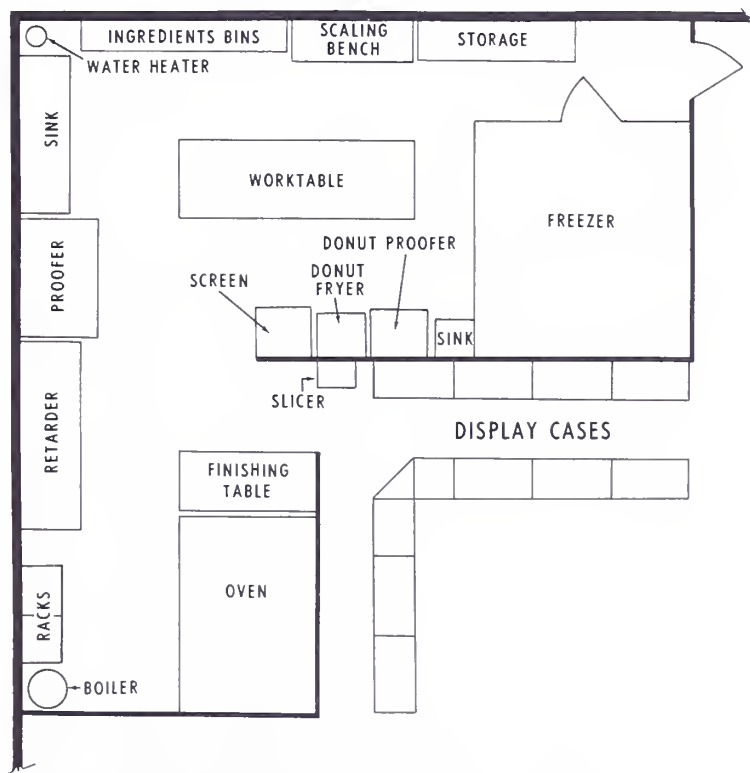 INGREDIENTS BINS
SCALING
BENCH
STORAGE
WATER HEATER
SINK
WORKTABLE
FREEZER
PROOFER
DONUT PROOFER
DONUT
FRYER
SCREEN
SINK
SLICER
RETARDER
DISPLAY CASES
FINISHING
TABLE
OVEN
RACKS
BOILER